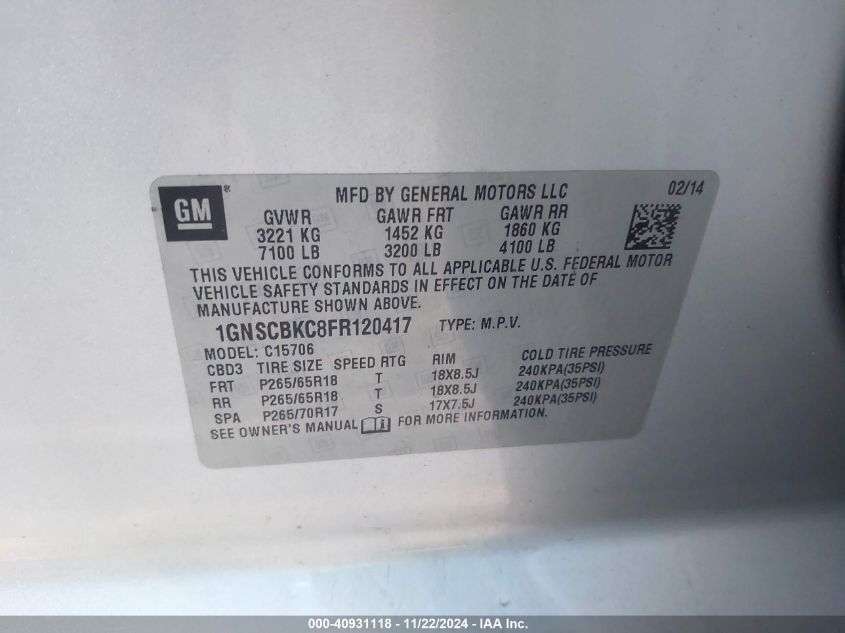 GM ®
MFD BY GENERAL MOTORS LLC 02/14
GVWR GAWR FRT GAWR RR
3221 KG 1452 KG 1860 KG
7100 LB 3200 LB 4100 LB
THIS VEHICLE CONFORMS TO ALL APPLICABLE U.S. FEDERAL MOTOR
VEHICLE SAFETY STANDARDS IN EFFECT ON THE DATE OF
MANUFACTURE SHOWN ABOVE.
1GNSCBKC8FR120417 TYPE: M.P.V.
MODEL: C15706
CBD3 TIRE SIZE SPEED RTG RIM COLD TIRE PRESSURE
FRT P265/65R18 T 18X8.5J 240KPA(35PSI)
RR P265/65R18 T 18X8.5J 240KPA(35PSI)
SPA P265/70R17 S 17X7.5J 240KPA(35PSI)
SEE OWNER'S MANUAL FOR MORE INFORMATION.
000-40931118 - 11/22/2024 - IAA Inc.